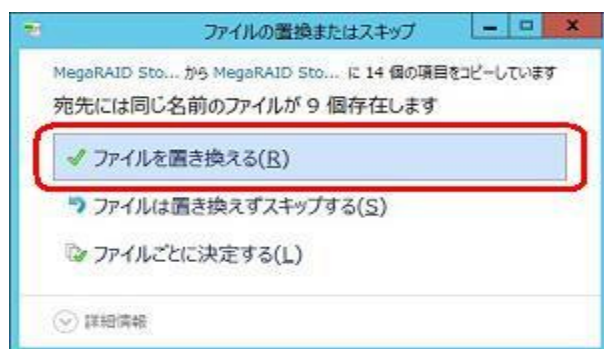 ファイルの置換またはスキップ
MegaRAID Sto... から MegaRAID Sto... に 14 個の項目をコピーしています
宛先には同じ名前のファイルが 9 個存在します
ファイルを置き換える(R)
ファイルは置き換えずスキップする(S)
ファイルごとに決定する(L)
詳細情報